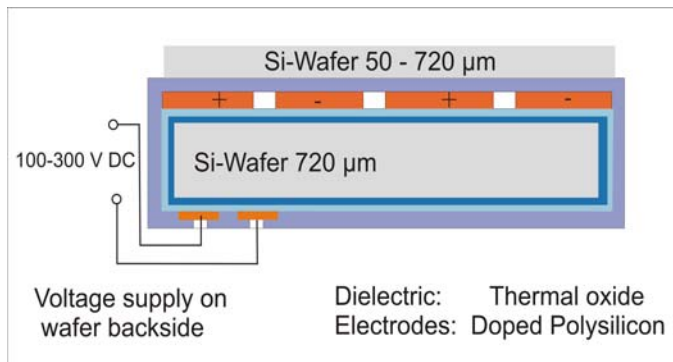 Si-Wafer 50 - 720 µm
+ - + -
100-300 V DC
Si-Wafer 720 µm
Voltage supply on
wafer backside
Dielectric: Thermal oxide
Electrodes: Doped Polysilicon